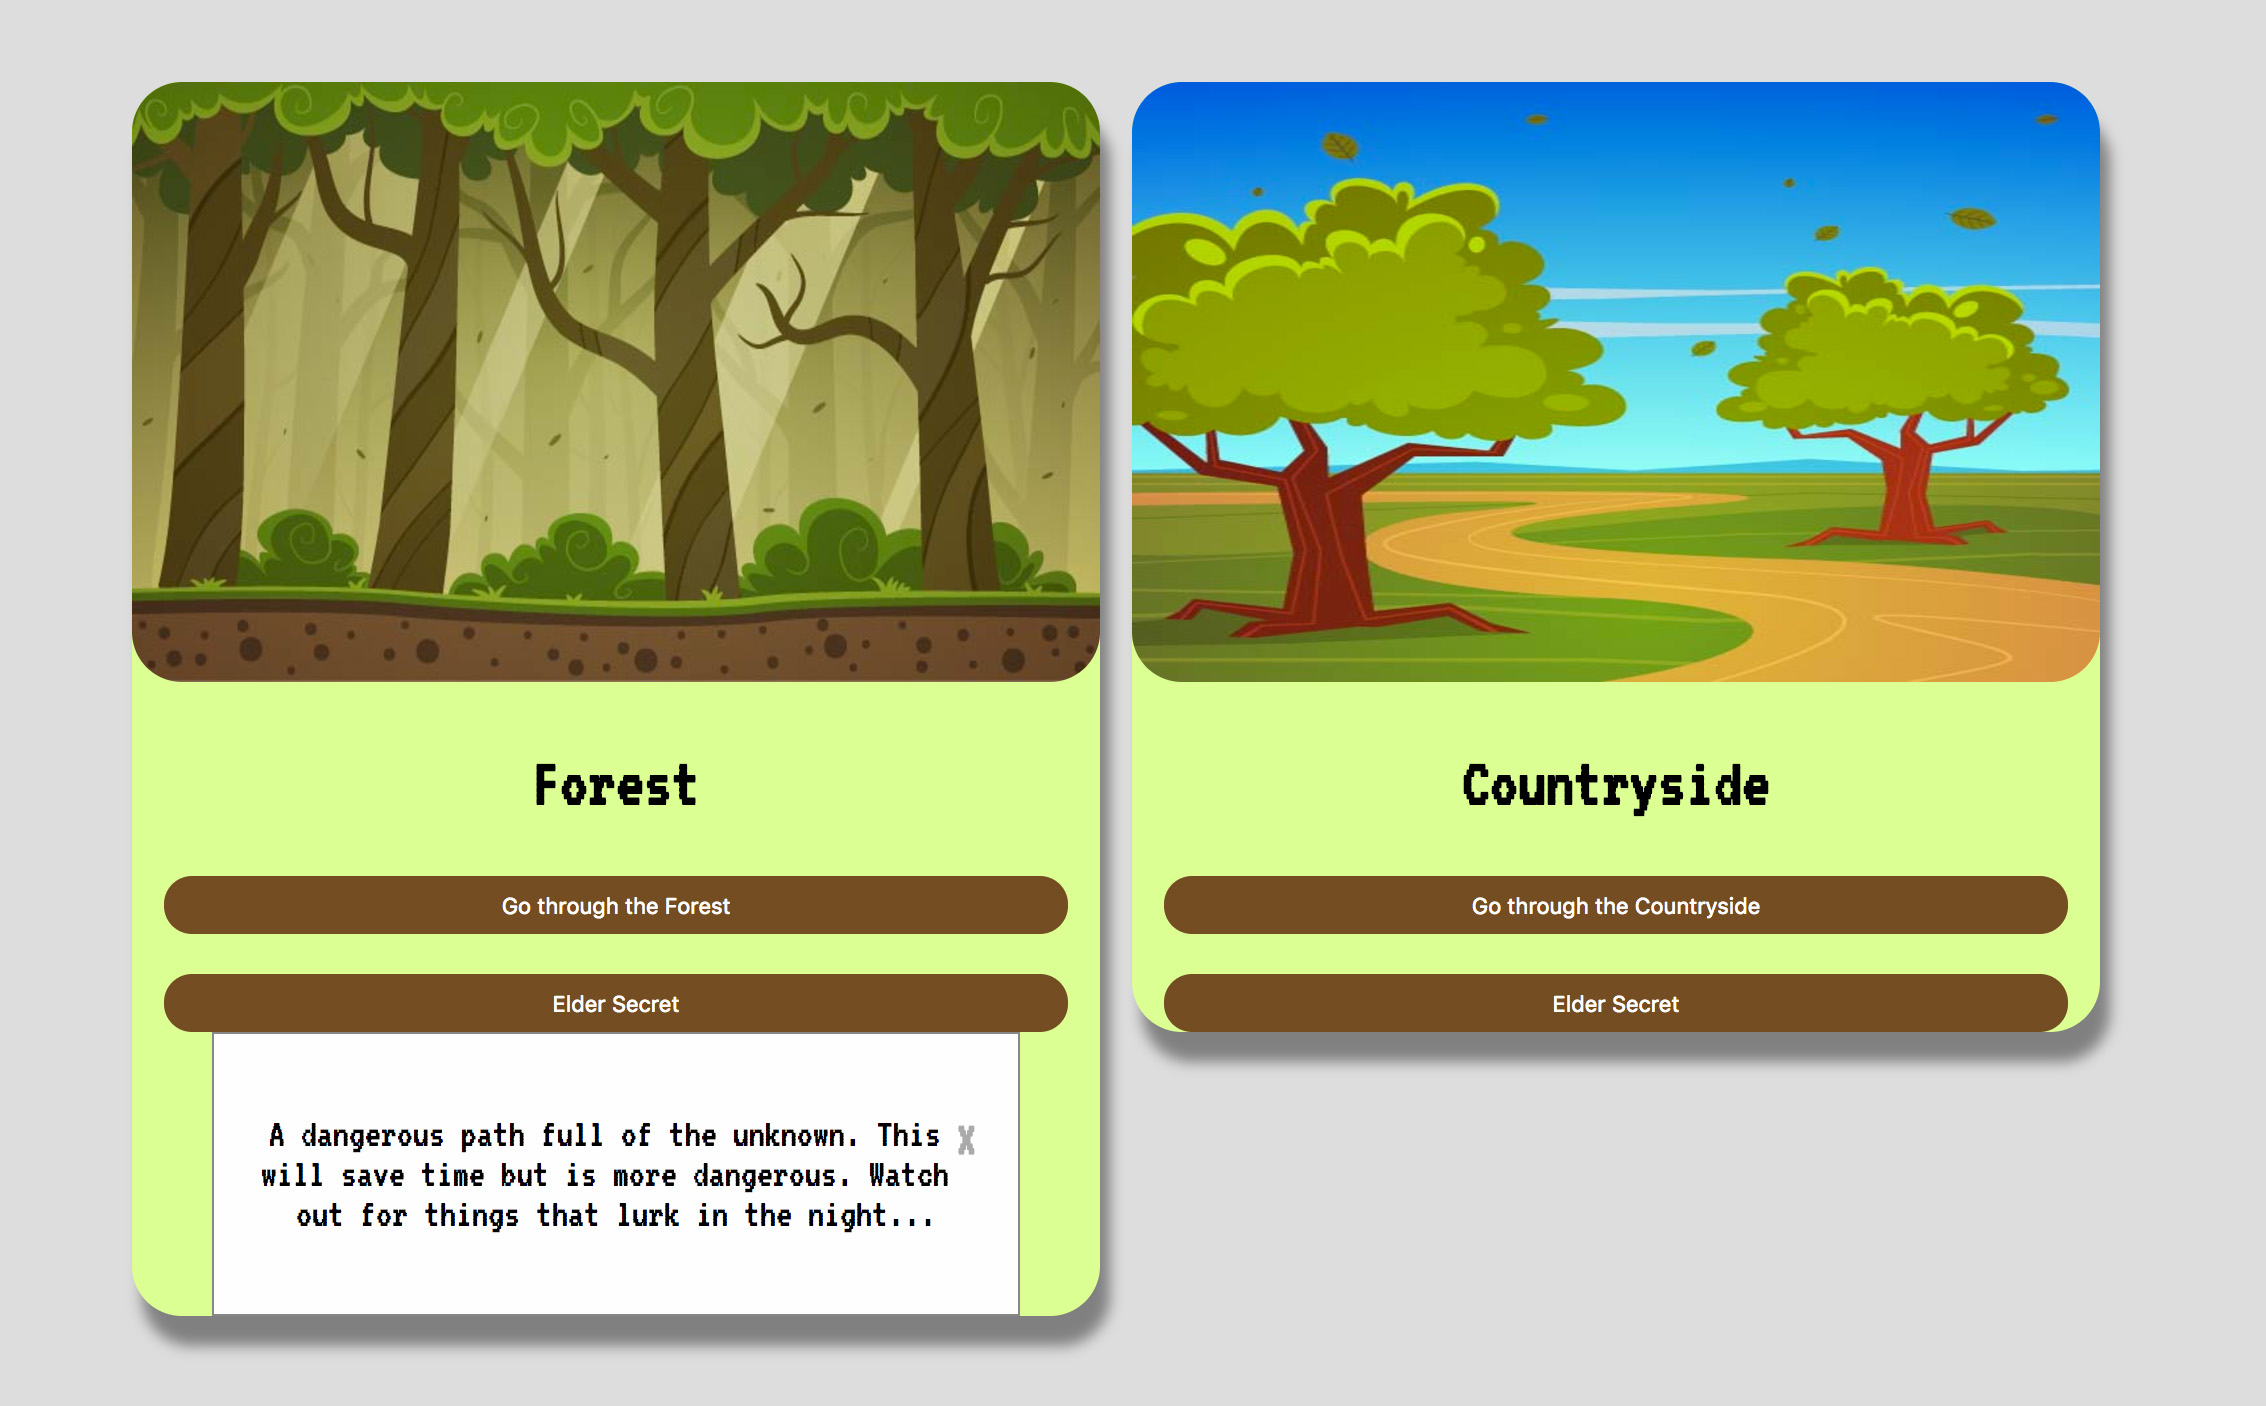 Forest
Go through the Forest
Elder Secret
A dangerous path full of the unknown. This X
will save time but is more dangerous. Watch
out for things that lurk in the night...
Countryside
Go through the Countryside
Elder Secret